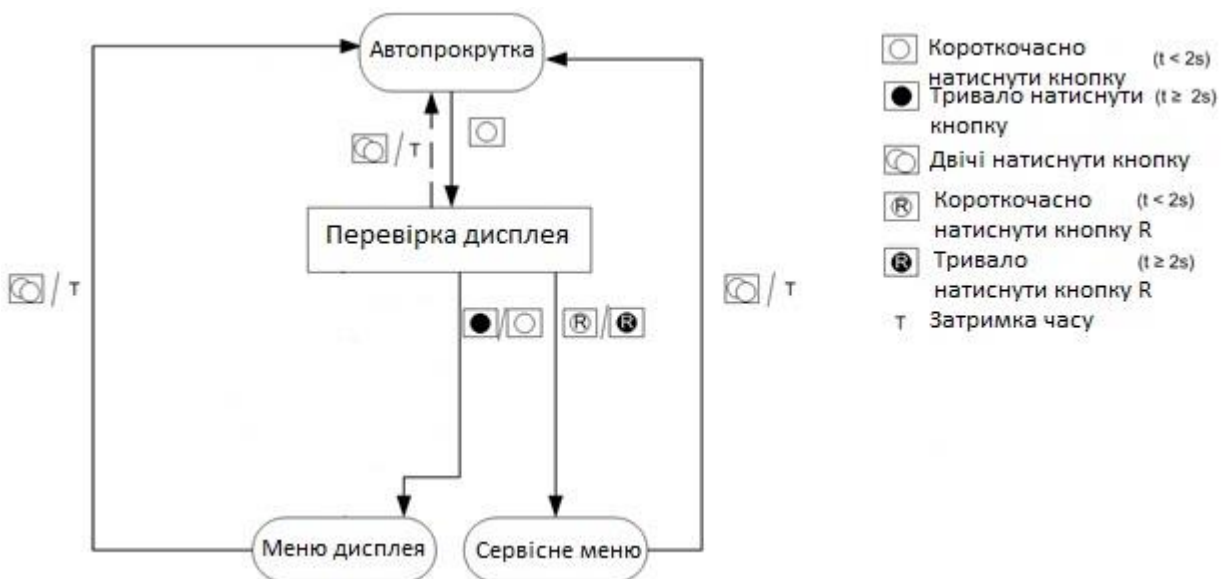 Автопрокрутка
/ т
Перевірка дисплея
/ т
/
R / R
/ т
Меню дисплея
Сервісне меню
Короткочасно (t < 2s)
натиснути кнопку
Тривало натиснути (t ≥ 2s)
кнопку
Двічі натиснути кнопку
R Короткочасно (t < 2s)
натиснути кнопку R
R Тривало (t ≥ 2s)
натиснути кнопку R
т Затримка часу